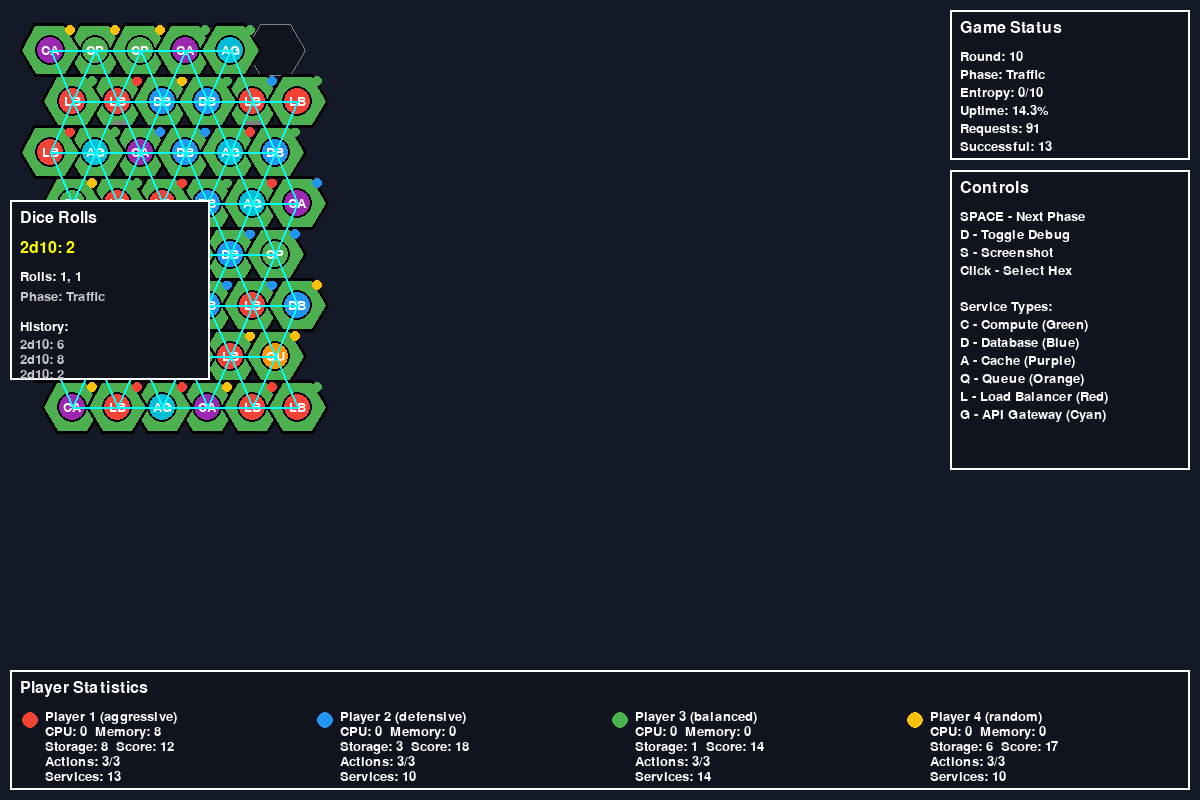 CA CP CP CA AG
LB LB DB DB LB LB
LB AG CA DB AG DB
AG CA
DB CP
LB DB
LB QU
CA LB AG CA LB LB
Dice Rolls
2d10: 2
Rolls: 1, 1
Phase: Traffic
History:
2d10: 6
2d10: 8
2d10: 2
Game Status
Round: 10
Phase: Traffic
Entropy: 0/10
Uptime: 14.3%
Requests: 91
Successful: 13
Controls
SPACE - Next Phase
D - Toggle Debug
S - Screenshot
Click - Select Hex
Service Types:
C - Compute (Green)
D - Database (Blue)
A - Cache (Purple)
Q - Queue (Orange)
L - Load Balancer (Red)
G - API Gateway (Cyan)
Player Statistics
Player 1 (aggressive)
CPU: 0 Memory: 8
Storage: 8 Score: 12
Actions: 3/3
Services: 13
Player 2 (defensive)
CPU: 0 Memory: 0
Storage: 3 Score: 18
Actions: 3/3
Services: 10
Player 3 (balanced)
CPU: 0 Memory: 0
Storage: 1 Score: 14
Actions: 3/3
Services: 14
Player 4 (random)
CPU: 0 Memory: 0
Storage: 6 Score: 17
Actions: 3/3
Services: 10